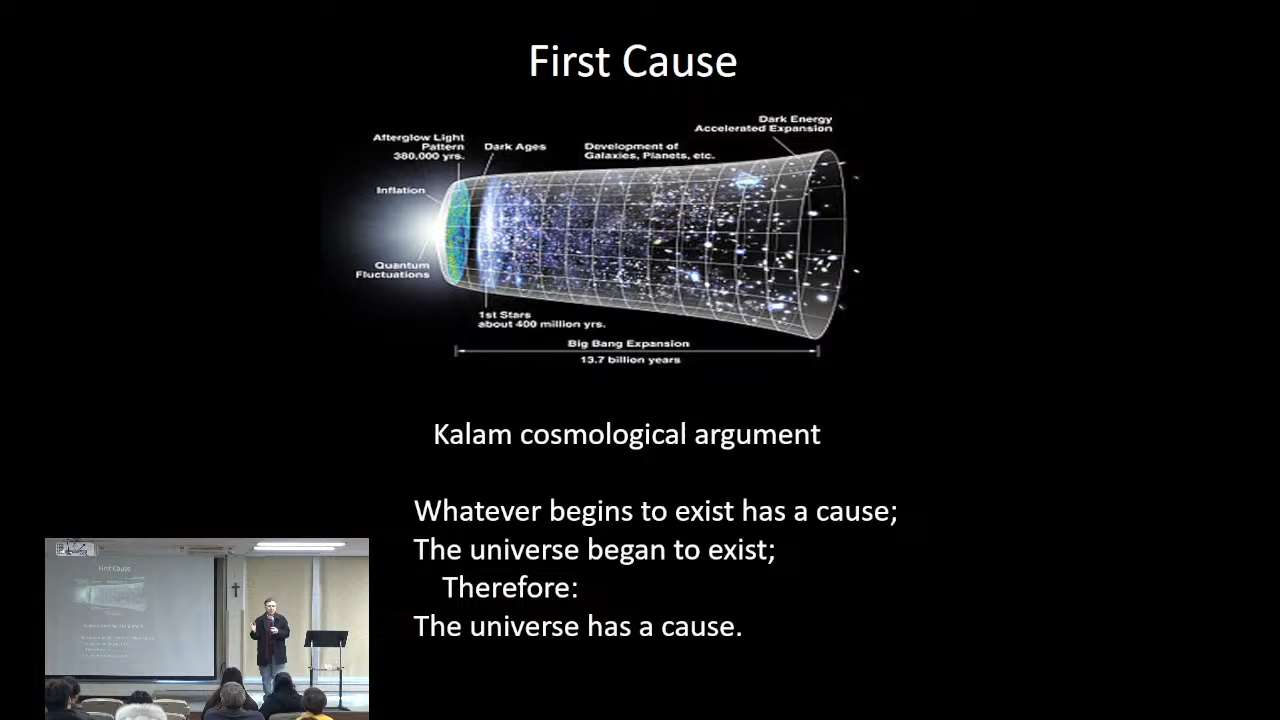 First Cause
Dark Energy
Accelerated Expansion
Afterglow Light
Pattern
380,000 yrs.
Dark Ages
Development of
Galaxies, Planets, etc.
Inflation
Quantum
Fluctuations
1st Stars
about 400 million yrs.
Big Bang Expansion
13.7 billion years
Kalam cosmological argument
Whatever begins to exist has a cause;
The universe began to exist;
Therefore:
The universe has a cause.
First Cause